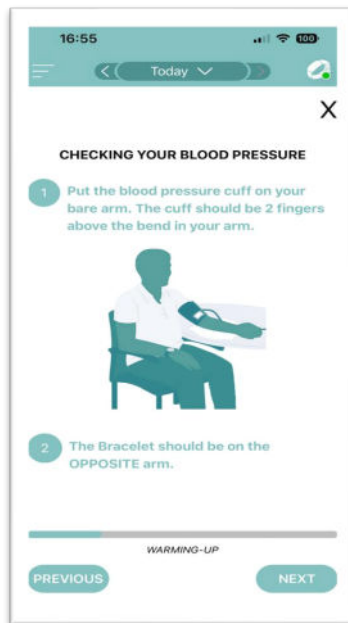 16:55
100
Today
X
CHECKING YOUR BLOOD PRESSURE
1 Put the blood pressure cuff on your
bare arm. The cuff should be 2 fingers
above the bend in your arm.
2 The Bracelet should be on the
OPPOSITE arm.
WARMING-UP
PREVIOUS
NEXT